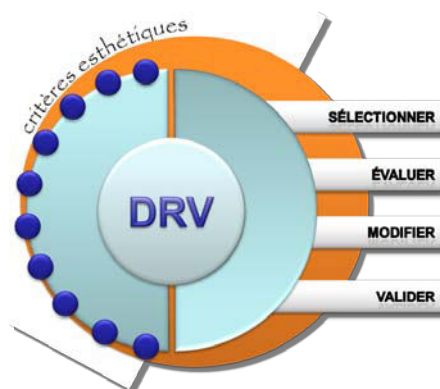 critères esthétiques
DRV
SÉLECTIONNER
ÉVALUER
MODIFIER
VALIDER